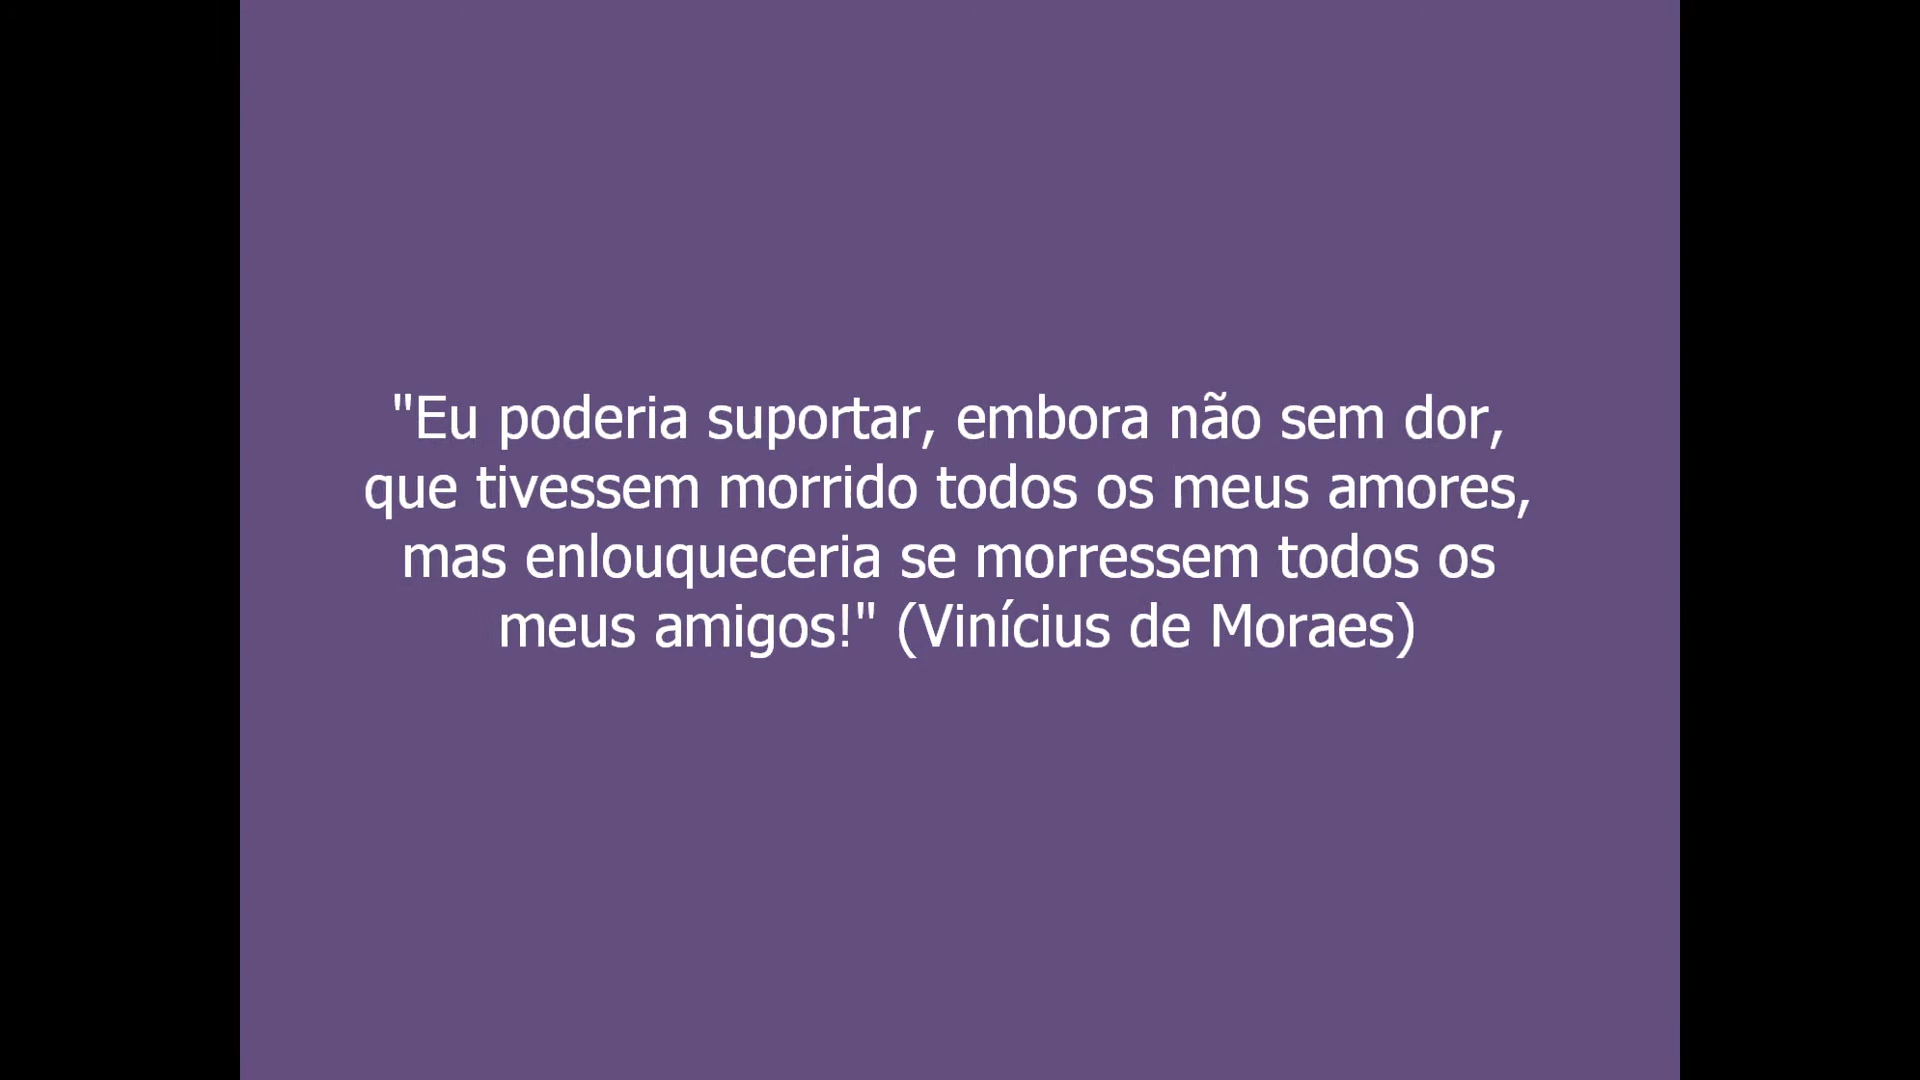 "Eu poderia suportar, embora não sem dor,
que tivessem morrido todos os meus amores,
mas enlouqueceria se morressem todos os
meus amigos!" (Vinícius de Moraes)